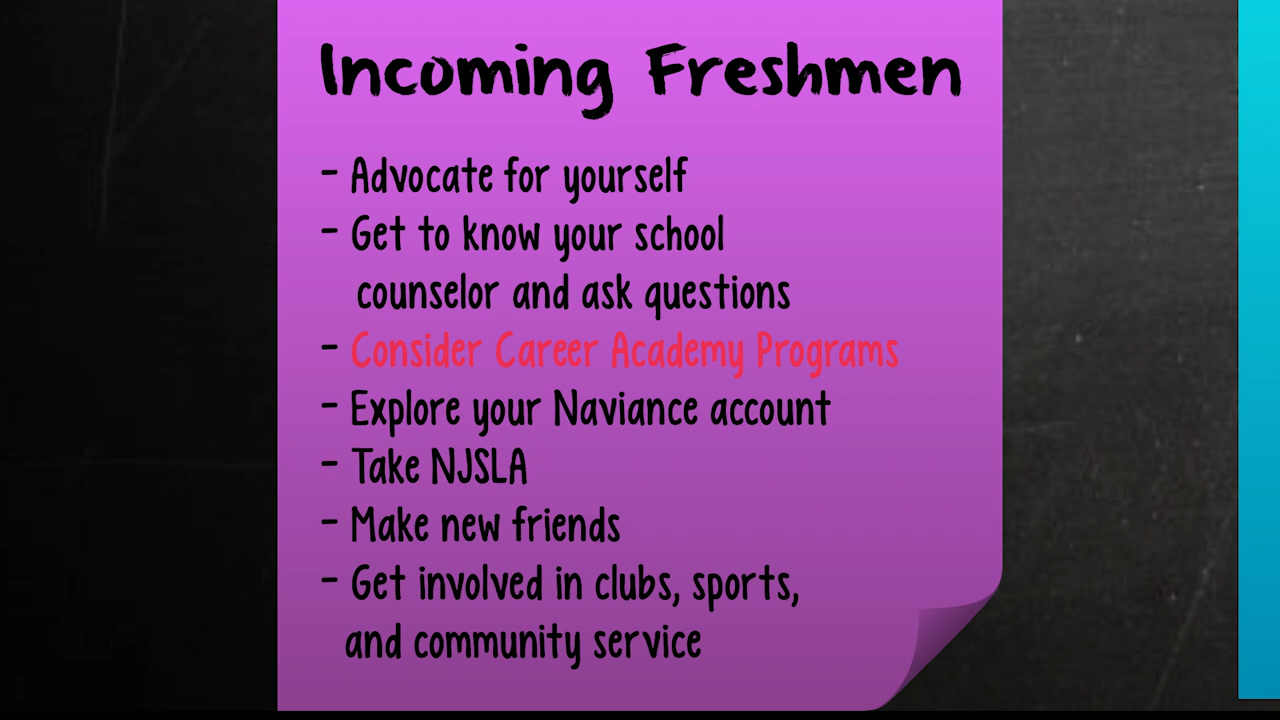 Incoming Freshmen
- Advocate for yourself
- Get to know your school
counselor and ask questions
- Consider Career Academy Programs
- Explore your Naviance account
- Take NJSLA
- Make new friends
- Get involved in clubs, sports,
and community service